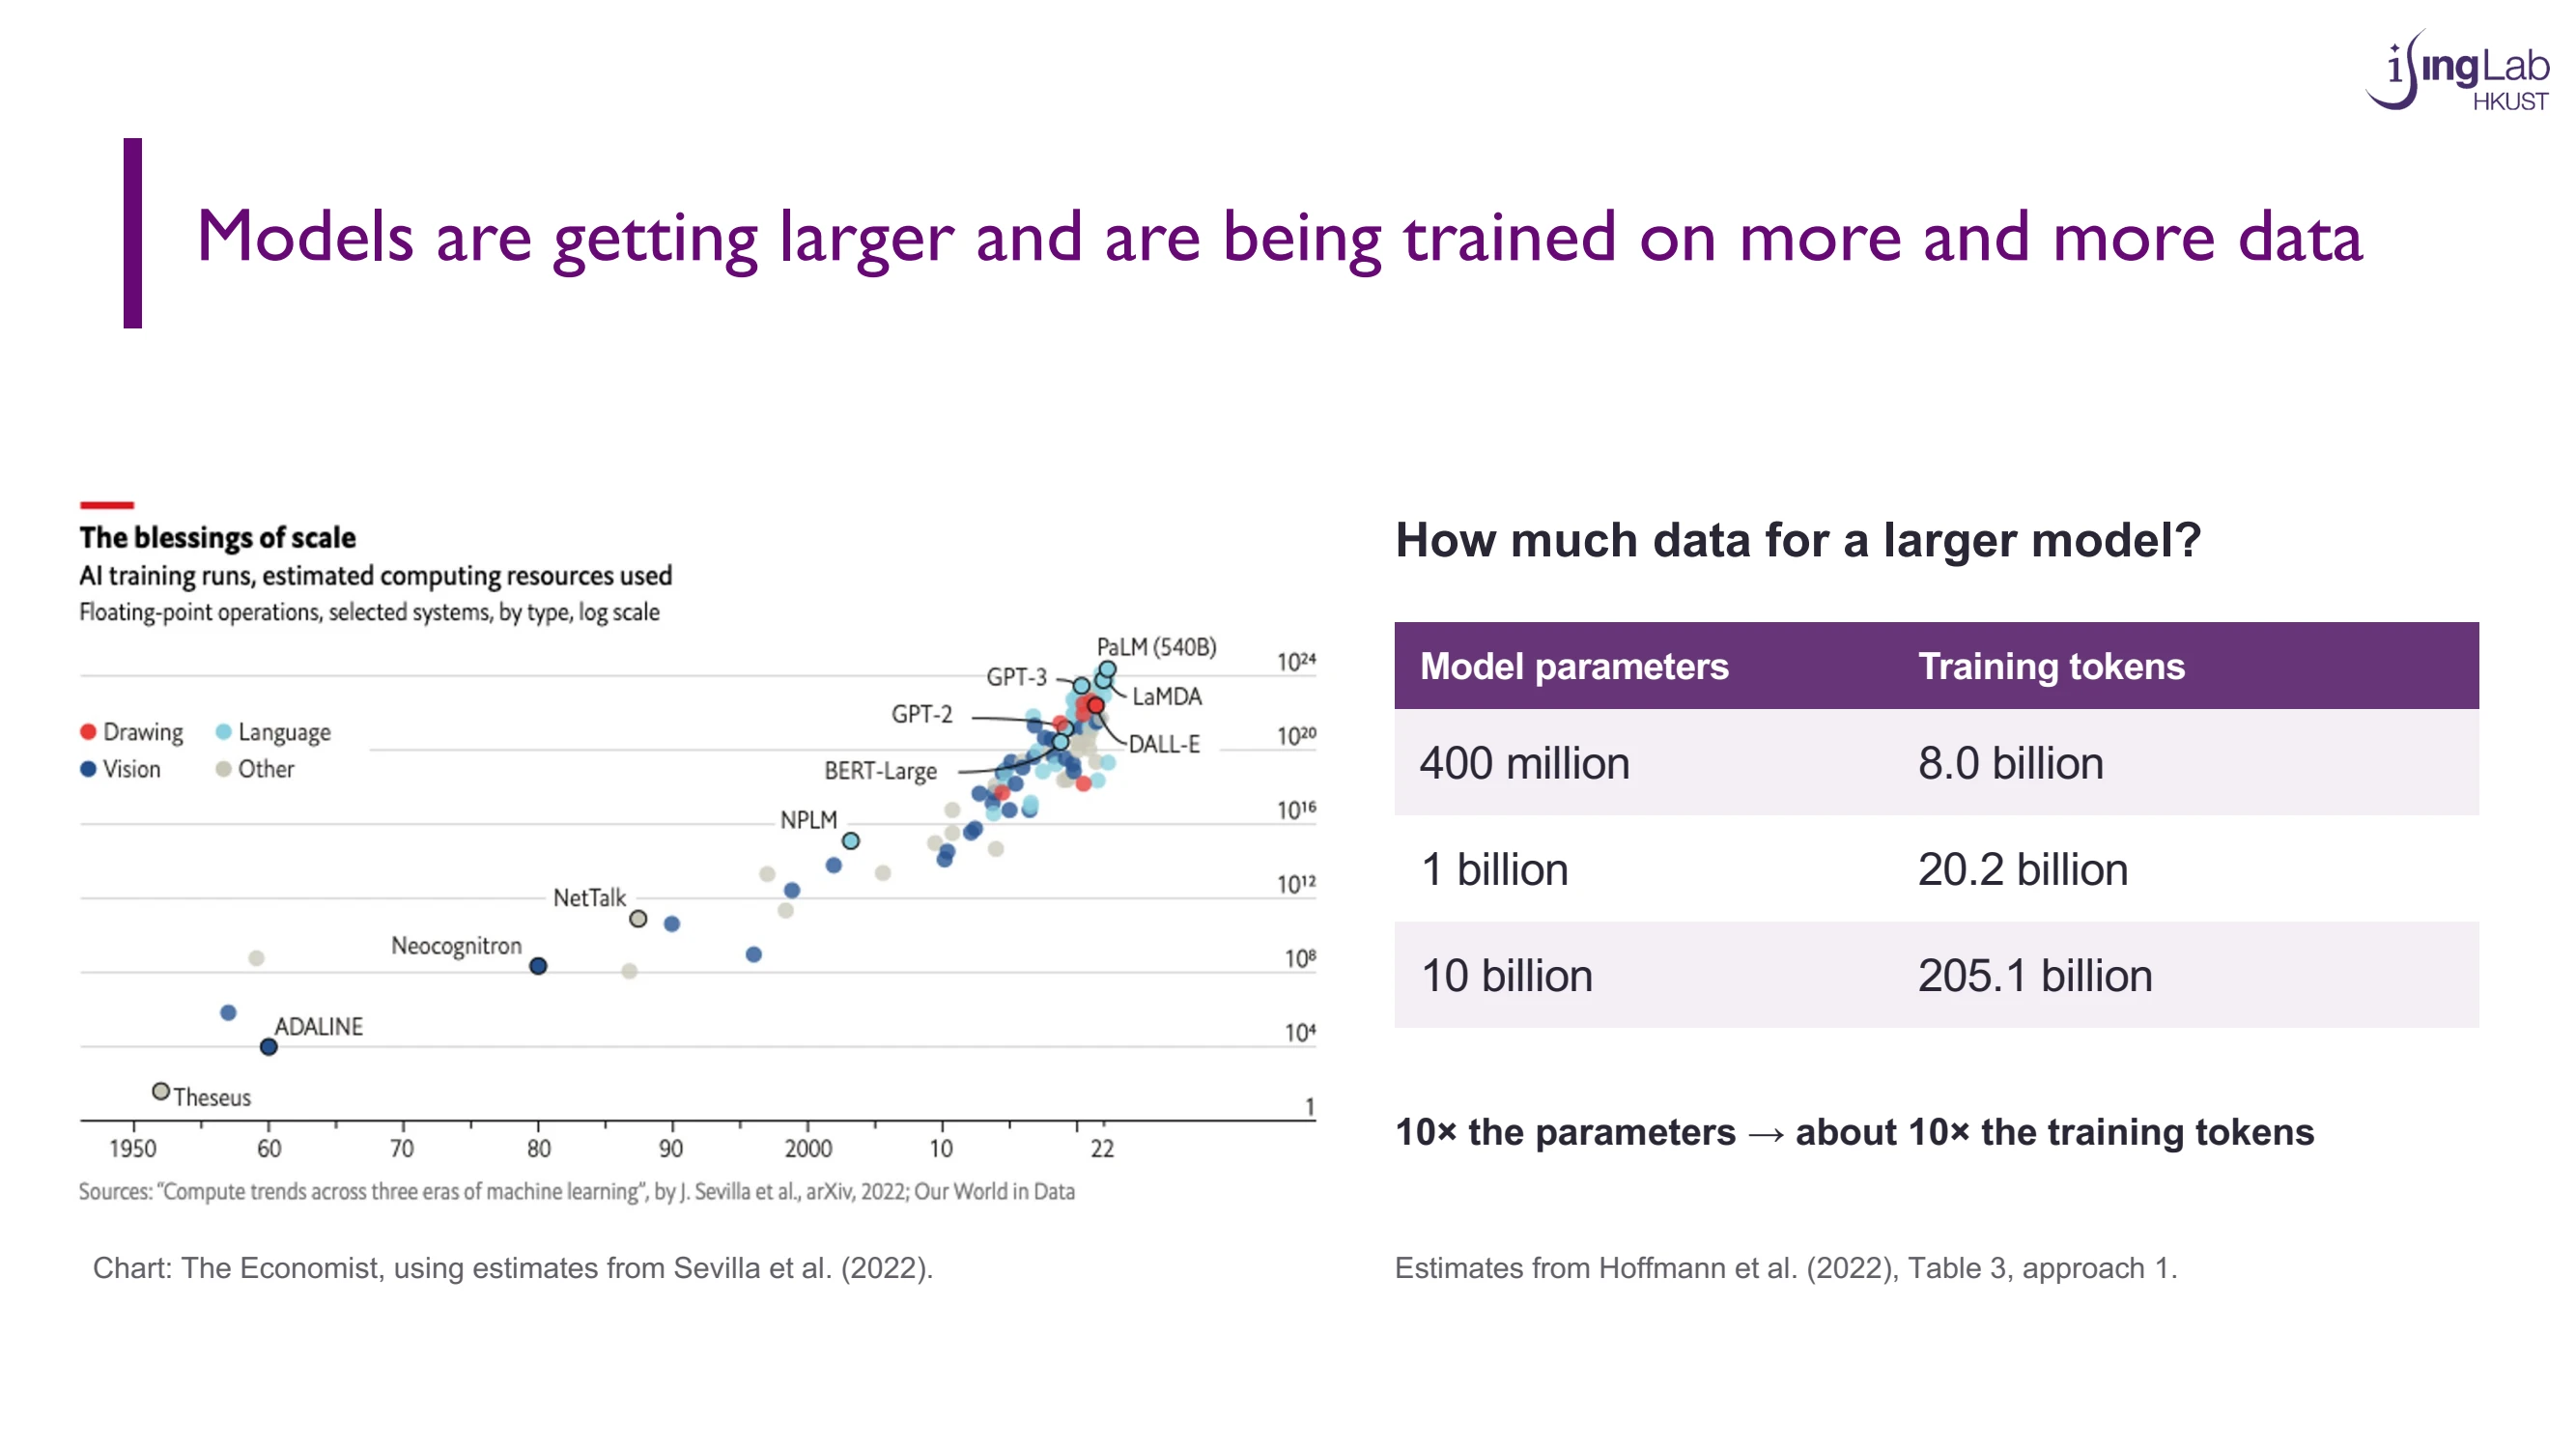 isingLab
HKUST
Models are getting larger and are being trained on more and more data
The blessings of scale
AI training runs, estimated computing resources used
Floating-point operations, selected systems, by type, log scale
Drawing
Language
Vision
Other
PaLM (540B)
GPT-3
LaMDA
GPT-2
DALL-E
BERT-Large
NPLM
NetTalk
Neocognitron
ADALINE
Theseus
10²⁴
10²⁰
10¹⁶
10¹²
10⁸
10⁴
1
1950 60 70 80 90 2000 10 22
Sources: “Compute trends across three eras of machine learning”, by J. Sevilla et al., arXiv, 2022; Our World in Data
Chart: The Economist, using estimates from Sevilla et al. (2022).
How much data for a larger model?
Model parameters Training tokens
400 million 8.0 billion
1 billion 20.2 billion
10 billion 205.1 billion
10× the parameters → about 10× the training tokens
Estimates from Hoffmann et al. (2022), Table 3, approach 1.